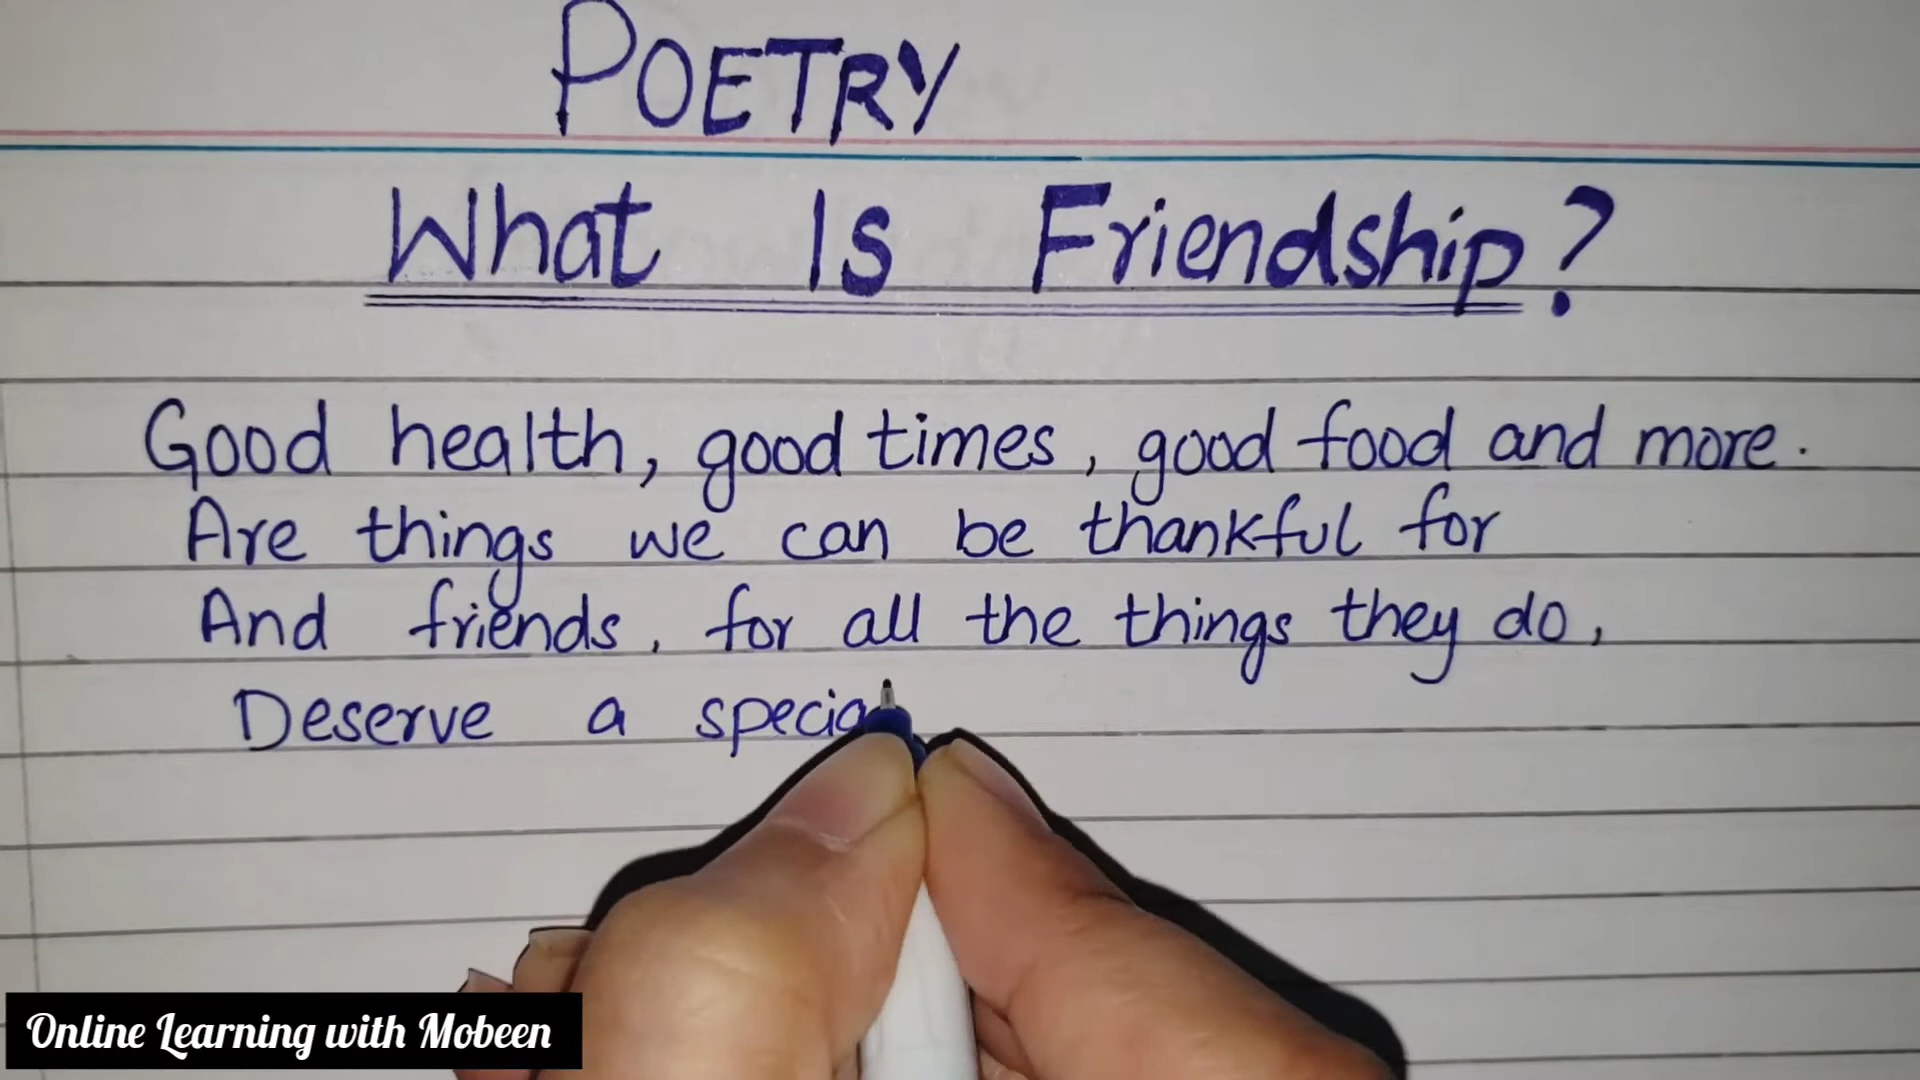 POETRY
What Is Friendship?
Good health, good times, good food and more.
Are things we can be thankful for
And friends, for all the things they do,
Deserve a specia
Online Learning with Mobeen